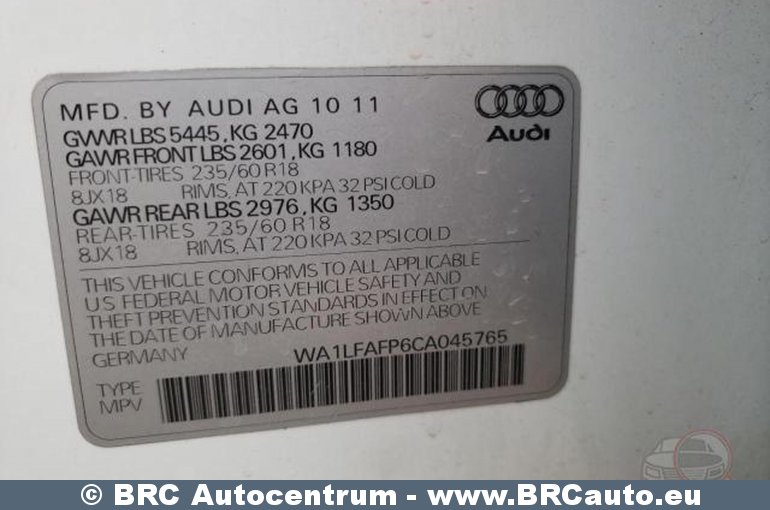 MFD. BY AUDI AG 10 11
GVWR LBS 5445, KG 2470
GAWR FRONT LBS 2601, KG 1180
FRONT-TIRES 235/60 R18
8JX18 RIMS, AT 220 KPA 32 PSI COLD
GAWR REAR LBS 2976, KG 1350
REAR-TIRES 235/60 R18
8JX18 RIMS, AT 220 KPA 32 PSI COLD
Audi
THIS VEHICLE CONFORMS TO ALL APPLICABLE
U.S FEDERAL MOTOR VEHICLE SAFETY AND
THEFT PREVENTION STANDARDS IN EFFECT ON
THE DATE OF MANUFACTURE SHOWN ABOVE
GERMANY WA1LFAFP6CA045765
TYPE
MPV
© BRC Autocentrum - www.BRCauto.eu